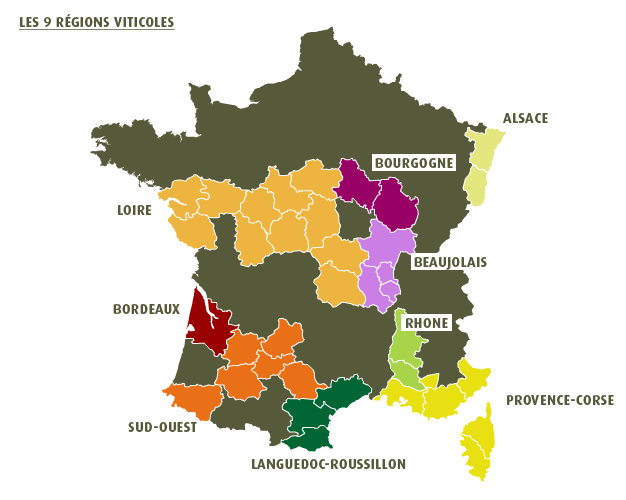 LES 9 RÉGIONS VITICOLES
ALSACE
BOURGOGNE
LOIRE
BEAUJOLAIS
BORDEAUX
RHONE
PROVENCE-CORSE
SUD-OUEST
LANGUEDOC-ROUSSILLON